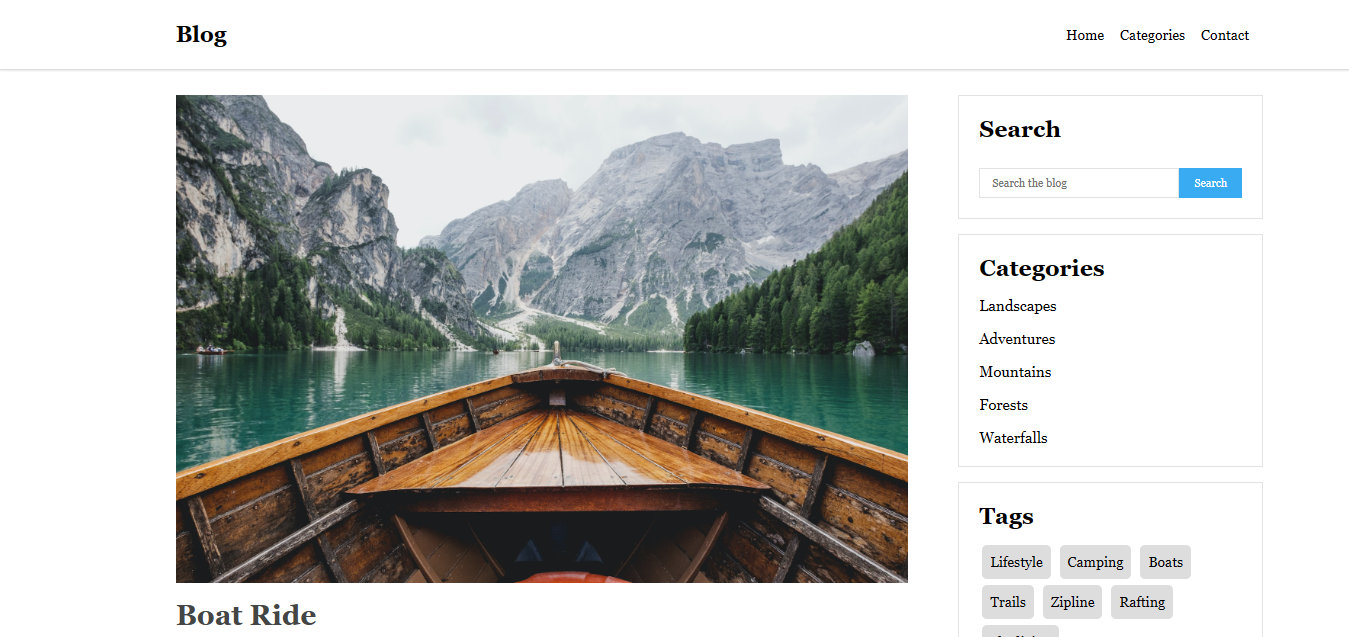 Blog
Home Categories Contact
Boat Ride
Search
Search the blog Search
Categories
Landscapes
Adventures
Mountains
Forests
Waterfalls
Tags
Lifestyle Camping Boats
Trails Zipline Rafting